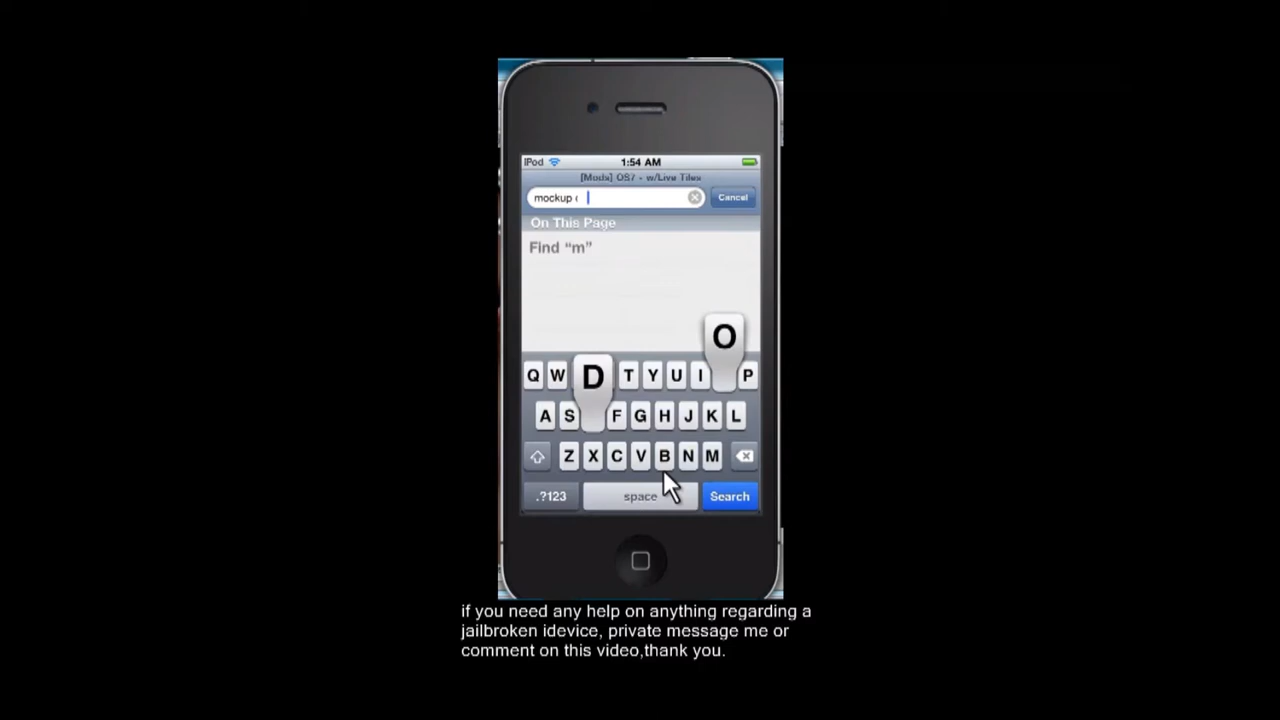 iPod 1:54 AM
[Mods] OS7 - w/Live Tiles
mockup Cancel
On This Page
Find “m”
O
Q W D T Y U I P
A S F G H J K L
Z X C V B N M
.?123 space Search
if you need any help on anything regarding a
jailbroken idevice, private message me or
comment on this video,thank you.